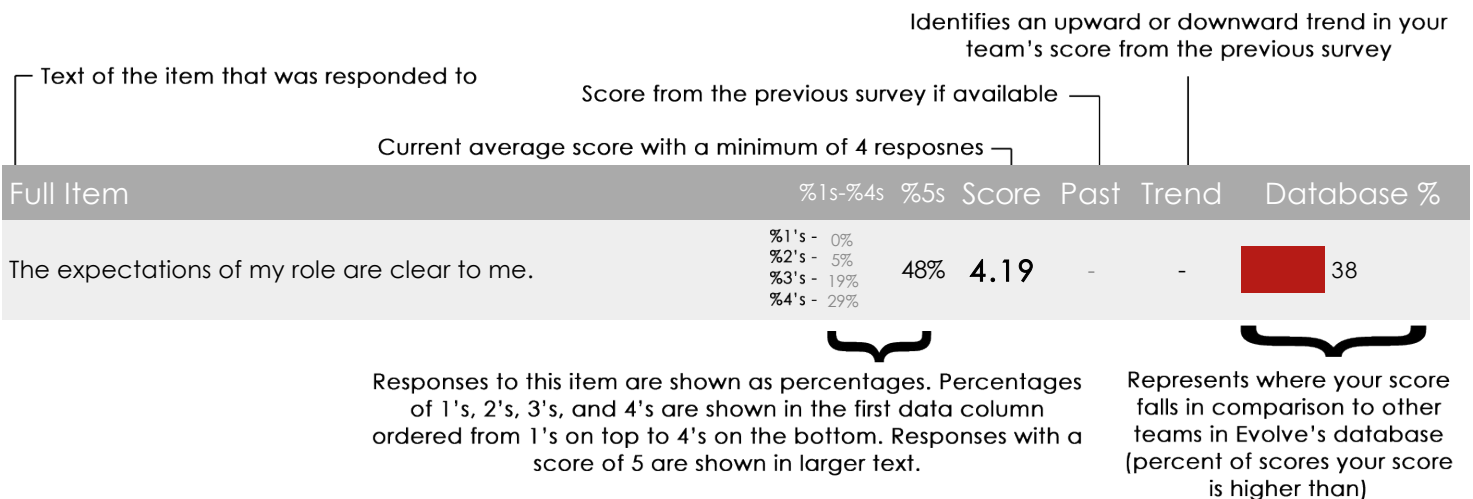 Identifies an upward or downward trend in your
team's score from the previous survey
Text of the item that was responded to
Score from the previous survey if available
Current average score with a minimum of 4 resposnes
Full Item %1s-%4s %5s Score Past Trend Database %
%1's - 0%
%2's - 5%
%3's - 19%
%4's - 29%
The expectations of my role are clear to me. 48% 4.19 - - 38
Responses to this item are shown as percentages. Percentages
of 1's, 2's, 3's, and 4's are shown in the first data column
ordered from 1's on top to 4's on the bottom. Responses with a
score of 5 are shown in larger text.
Represents where your score
falls in comparison to other
teams in Evolve's database
(percent of scores your score
is higher than)